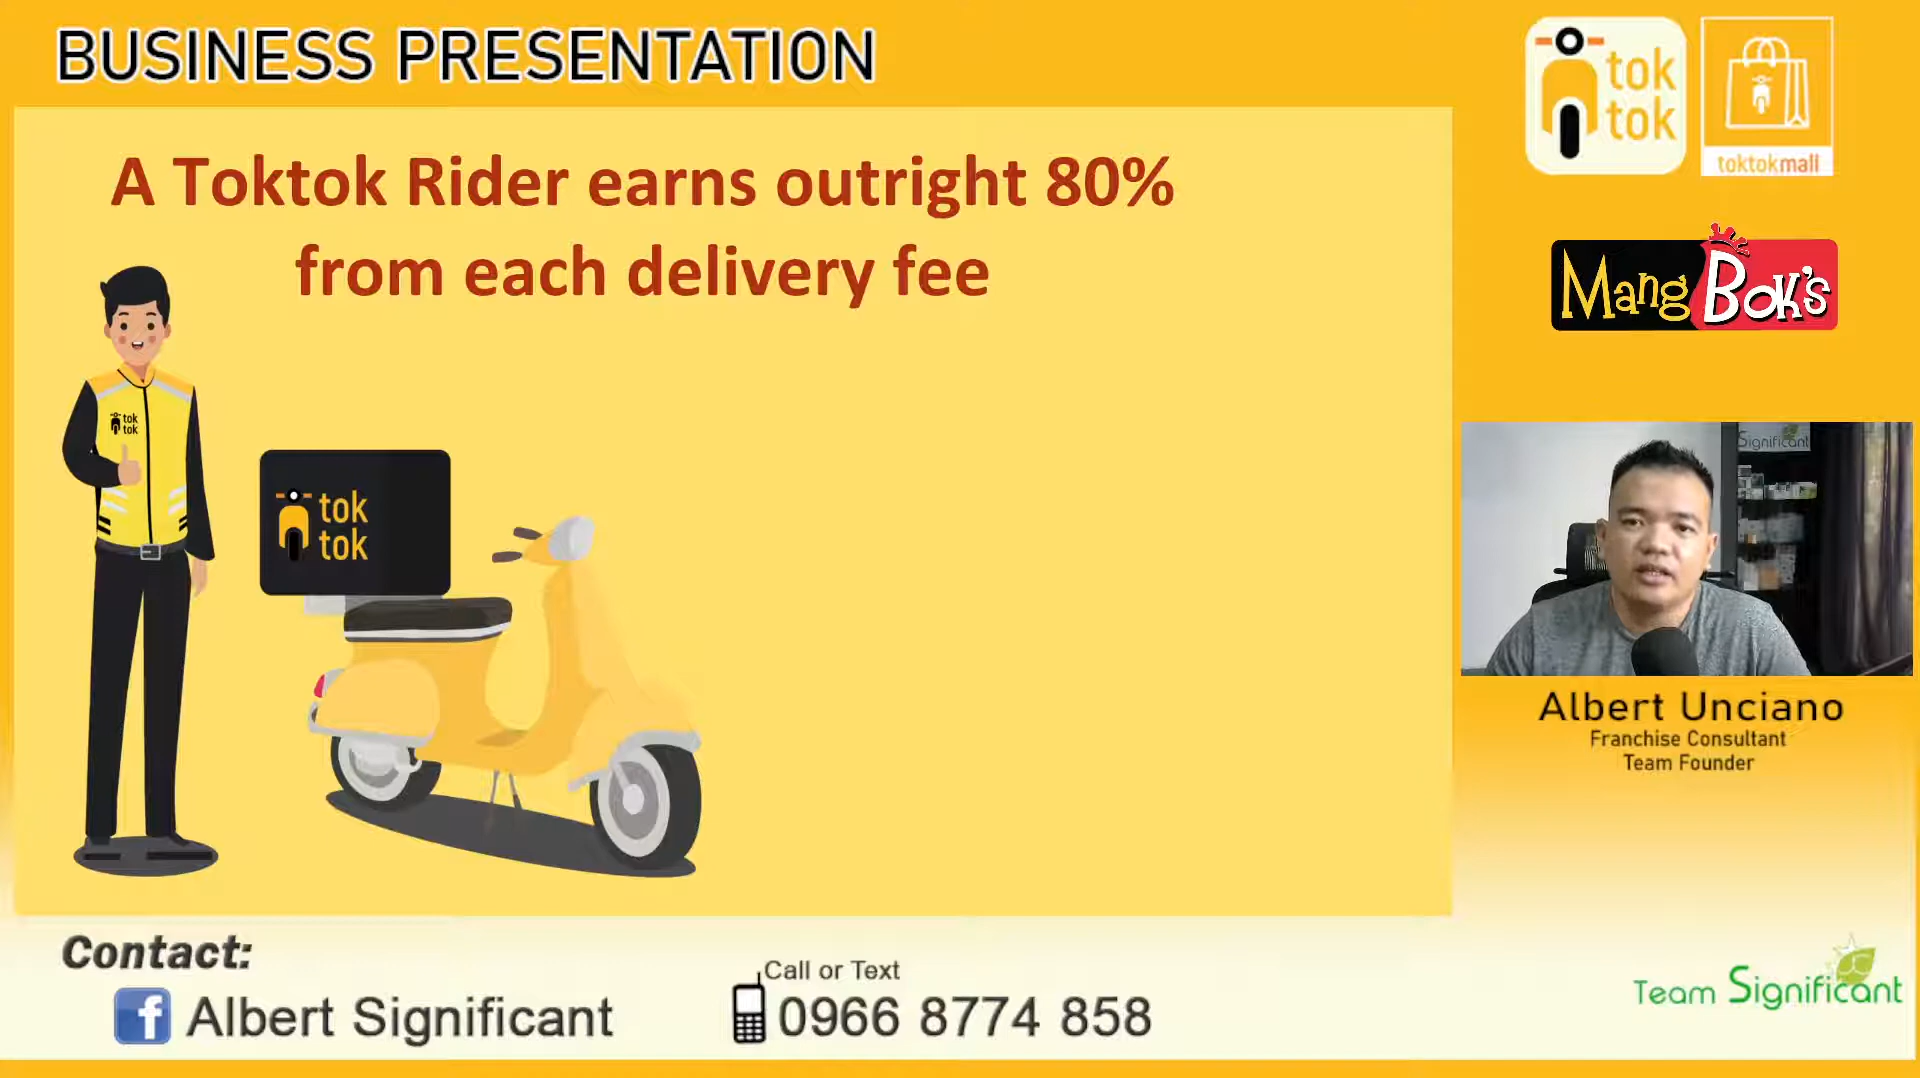 BUSINESS PRESENTATION
A Toktok Rider earns outright 80%
from each delivery fee
tok
tok
tok
tok
tok
tok
toktokmall
Mang Bok's
Significant
Albert Unciano
Franchise Consultant
Team Founder
Contact:
Albert Significant
Call or Text
0966 8774 858
Team Significant